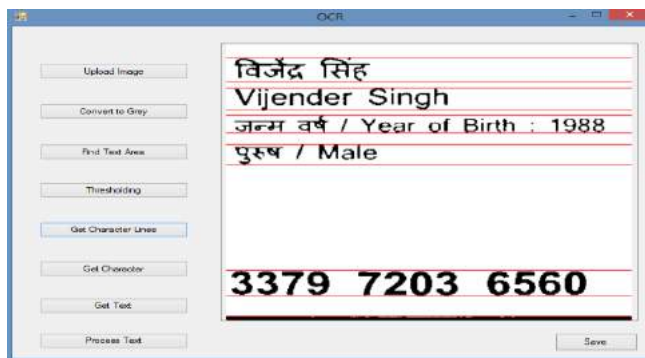 OCR
Upload Image
Convert to Grey
Find Text Area
Thresholding
Get Character Lines
Get Character
Get Text
Process Text
विजेंद्र सिंह
Vijender Singh
जन्म वर्ष / Year of Birth : 1988
पुरुष / Male
3379 7203 6560
Save